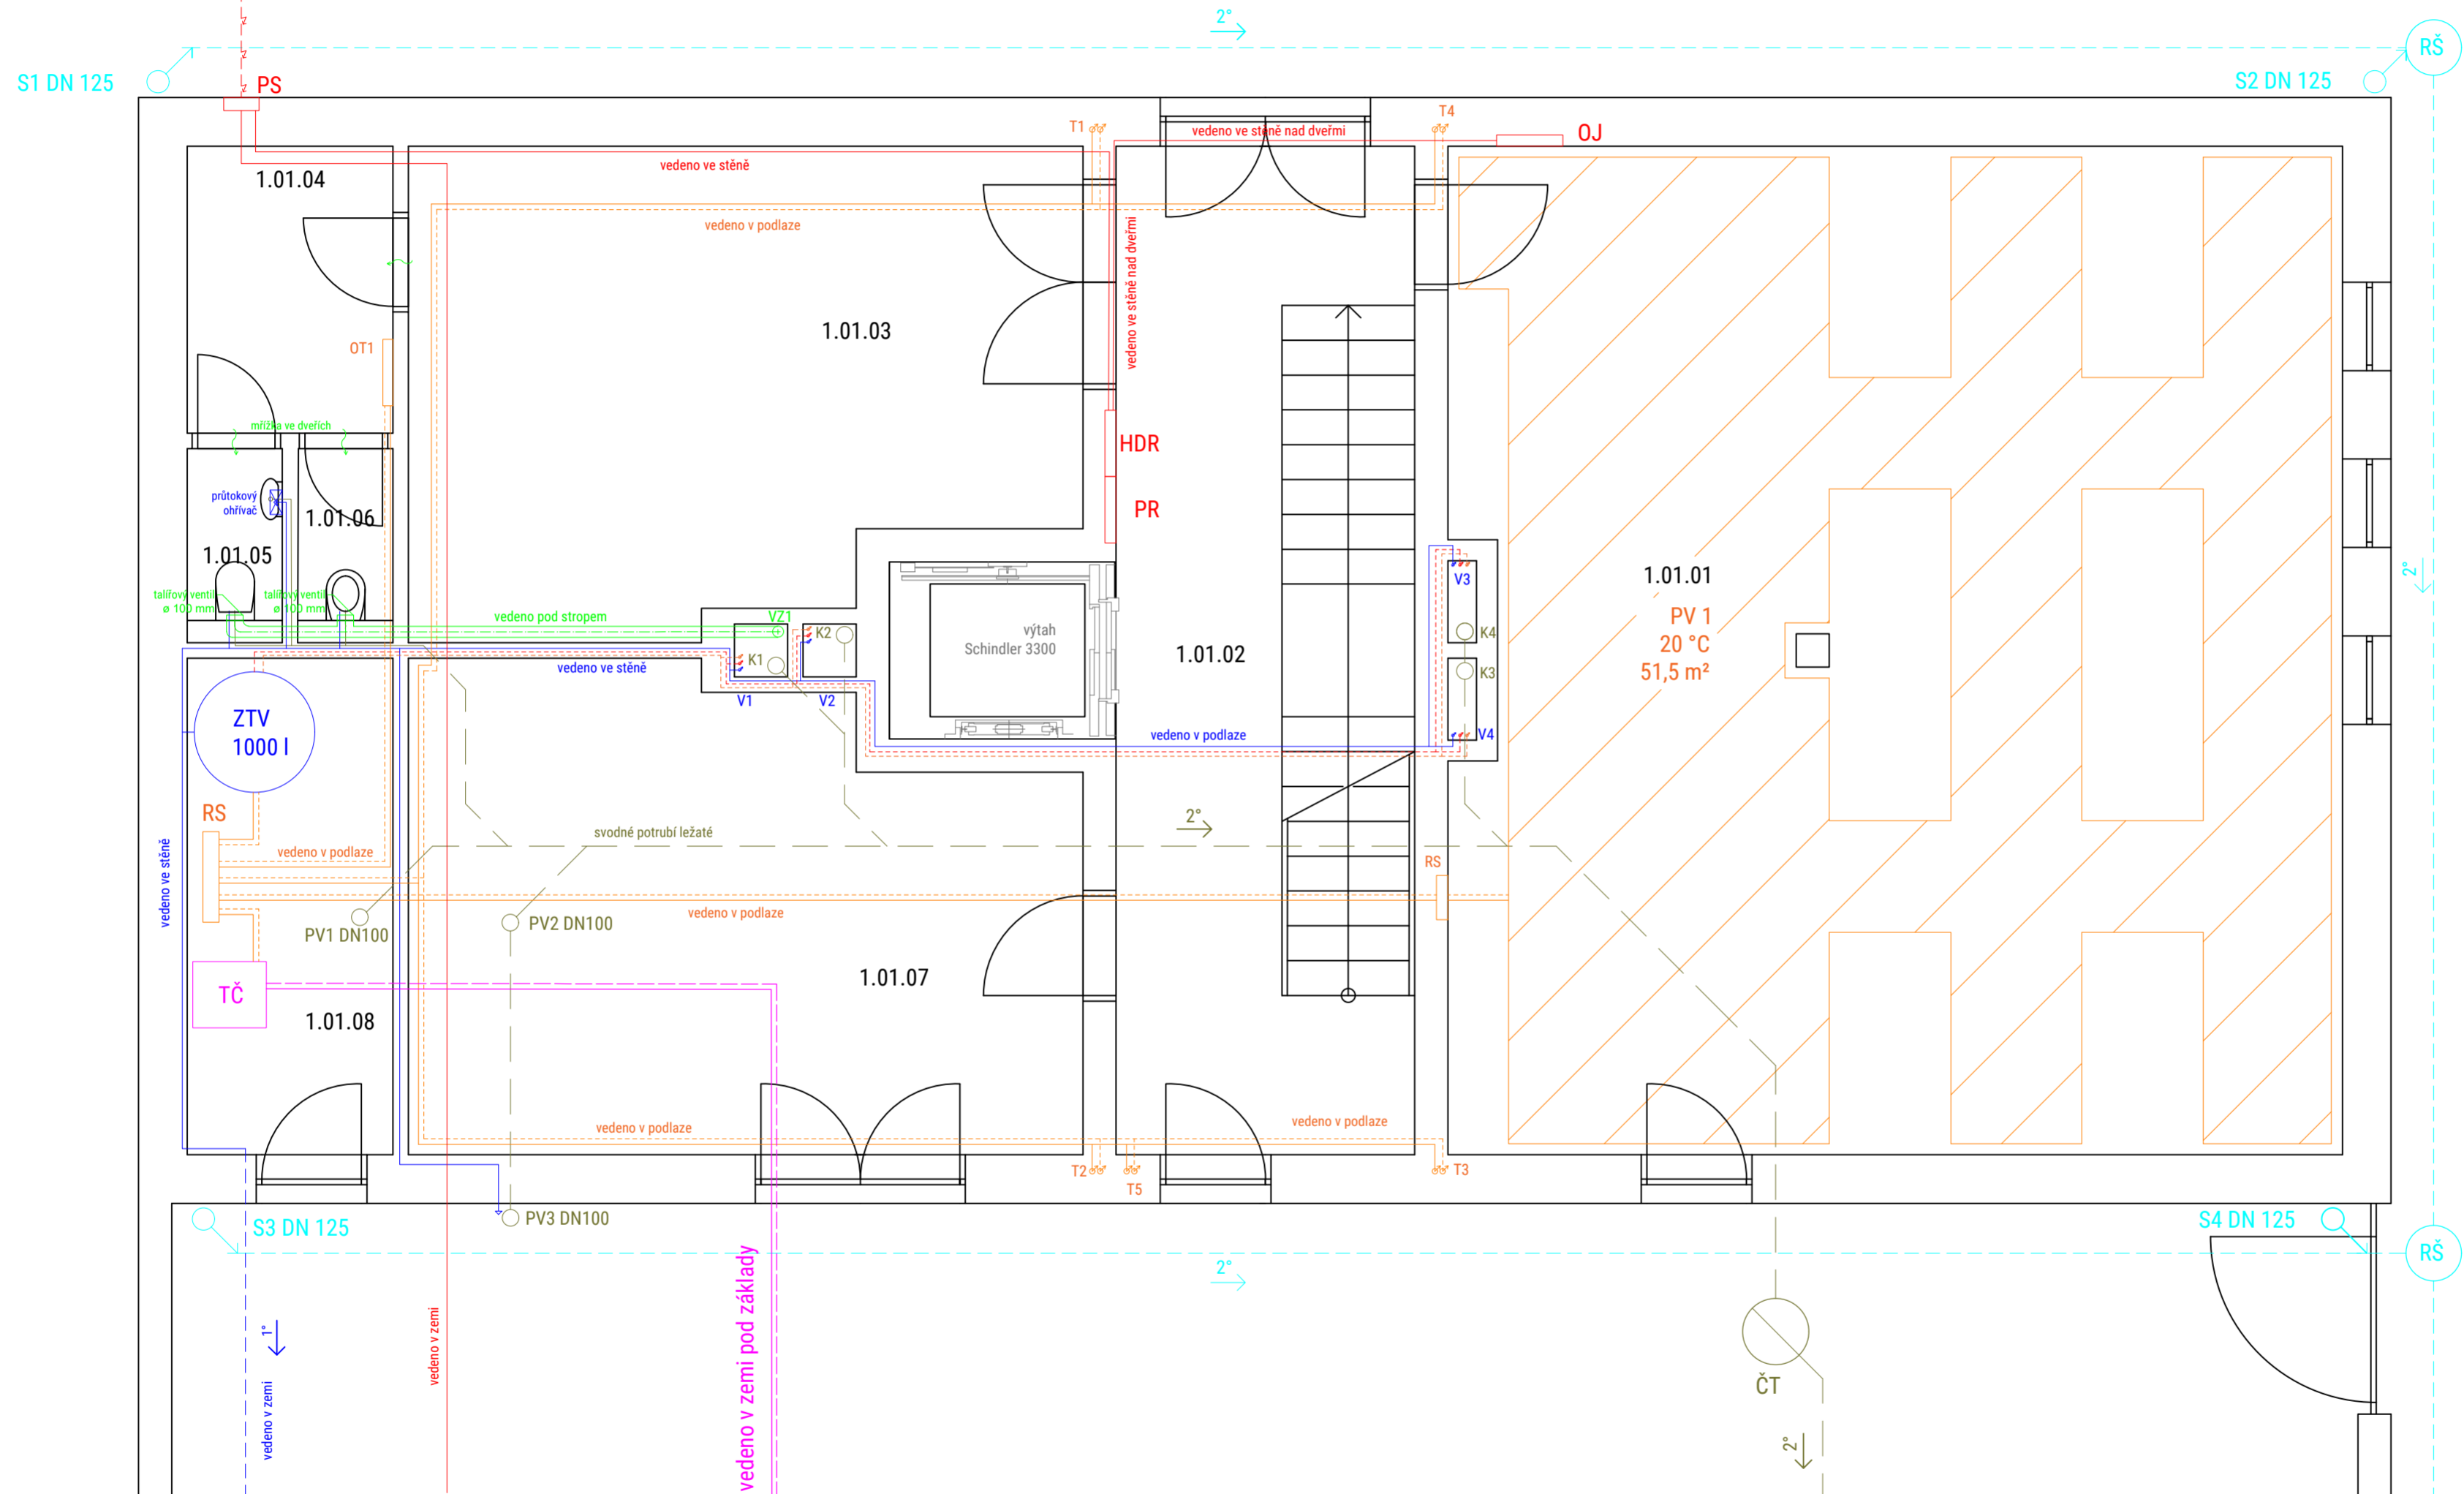 2°
RŠ
S1 DN 125
PS
S2 DN 125
T1
vedeno ve stěně nad dveřmi
T4
OJ
vedeno ve stěně
1.01.04
vedeno v podlaze
vedeno ve stěně nad dveřmi
1.01.03
OT1
mřížka ve dveřích
HDR
průtokový
ohřívač
1.01.06
PR
1.01.05
1.01.01
2°
V3
talířový ventil
ø 100 mm
talířový ventil
ø 100 mm
vedeno pod stropem
VZ1
PV 1
20 °C
51,5 m²
výtah
Schindler 3300
K2
K4
K1
1.01.02
vedeno ve stěně
K3
V1
V2
ZTV
1000 l
vedeno v podlaze
V4
RS
2°
svodné potrubí ležaté
vedeno v podlaze
RS
vedeno ve stěně
vedeno v podlaze
PV1 DN100
PV2 DN100
1.01.07
TČ
1.01.08
vedeno v podlaze
vedeno v podlaze
T2
T5
T3
S3 DN 125
PV3 DN100
S4 DN 125
RŠ
2°
1°
vedeno v zemi
vedeno v zemi
vedeno v zemi pod základy
ČT
2°